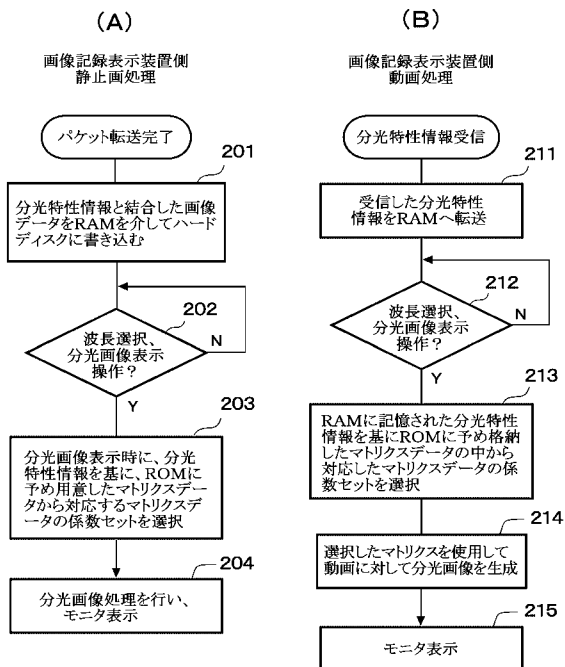 (A)
画像記録表示装置側
静止画処理
パケット転送完了
201
分光特性情報と結合した画像
データをRAMを介してハード
ディスクに書き込む
202
波長選択、
分光画像表示
操作？
N
Y
203
分光画像表示時に、分光
特性情報を基に、ROMに
予め用意したマトリクスデー
タから対応するマトリクスデ
ータの係数セットを選択
204
分光画像処理を行い、
モニタ表示
(B)
画像記録表示装置側
動画処理
分光特性情報受信
211
受信した分光特性
情報をRAMへ転送
212
波長選択、
分光画像表示
操作？
N
Y
213
RAMに記憶された分光特性
情報を基にROMに予め格納
したマトリクスデータの中から
対応したマトリクスデータの係
数セットを選択
214
選択したマトリクスを使用して
動画に対して分光画像を生成
215
モニタ表示